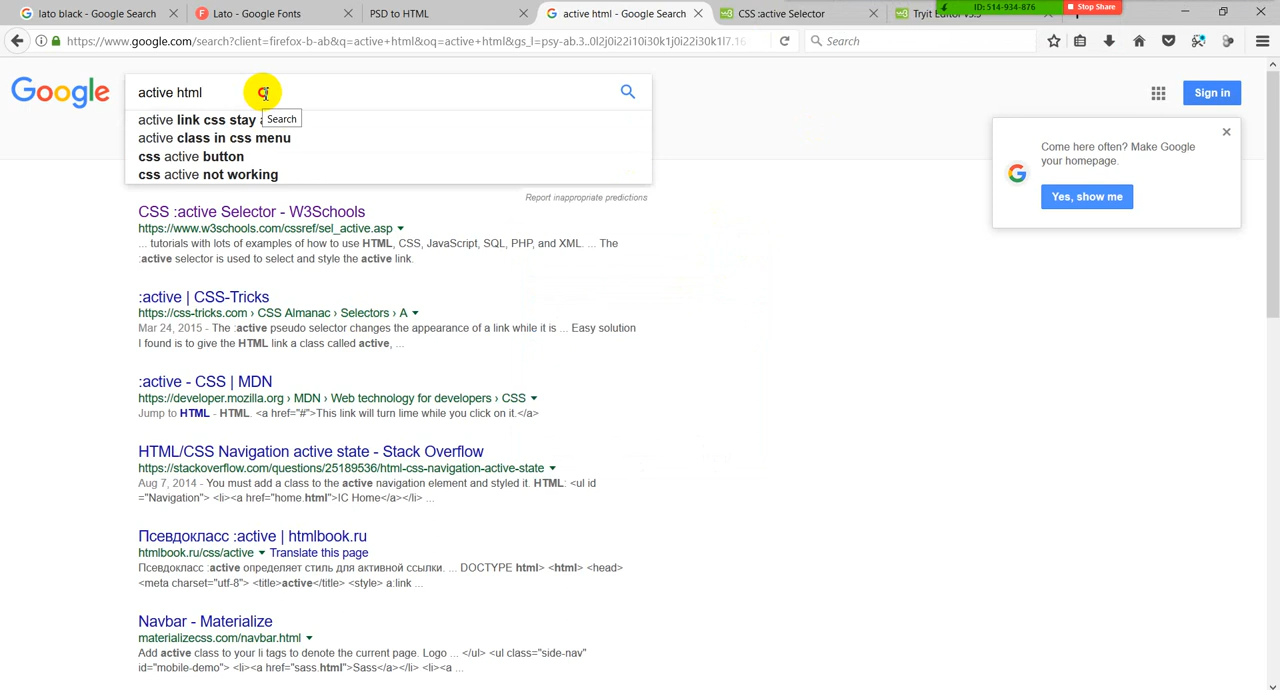 lato black - Google Search
Lato - Google Fonts
PSD to HTML
active html - Google Search
CSS :active Selector
Tryit Editor v3.5
ID: 514-934-876
Stop Share
https://www.google.com/search?client=firefox-b-ab&q=active+html&oq=active+html&gs_l=psy-ab.3..0l2j0i22i10i30k1j0i22i30k1l7.16
Search
Google
active html
Sign in
active link css stay
Search
active class in css menu
css active button
css active not working
Come here often? Make Google
your homepage.
Yes, show me
Report inappropriate predictions
CSS :active Selector - W3Schools
https://www.w3schools.com/cssref/sel_active.asp
... tutorials with lots of examples of how to use HTML, CSS, JavaScript, SQL, PHP, and XML. ... The
:active selector is used to select and style the active link.
:active | CSS-Tricks
https://css-tricks.com › CSS Almanac › Selectors › A
Mar 24, 2015 - The :active pseudo selector changes the appearance of a link while it is ... Easy solution
I found is to give the HTML link a class called active, ...
:active - CSS | MDN
https://developer.mozilla.org › MDN › Web technology for developers › CSS
Jump to HTML - HTML. <a href="#">This link will turn lime while you click on it.</a>
HTML/CSS Navigation active state - Stack Overflow
https://stackoverflow.com/questions/25189536/html-css-navigation-active-state
Aug 7, 2014 - You must add a class to the active navigation element and styled it. HTML: <ul id
="Navigation"> <li><a href="home.html">IC Home</a></li> ...
Псевдокласс :active | htmlbook.ru
htmlbook.ru/css/active Translate this page
Псевдокласс :active определяет стиль для активной ссылки. ... DOCTYPE html> <html> <head>
<meta charset="utf-8"> <title>active</title> <style> a:link ...
Navbar - Materialize
materializecss.com/navbar.html
Add active class to your li tags to denote the current page. Logo ... </ul> <ul class="side-nav"
id="mobile-demo"> <li><a href="sass.html">Sass</a></li> <li><a ...